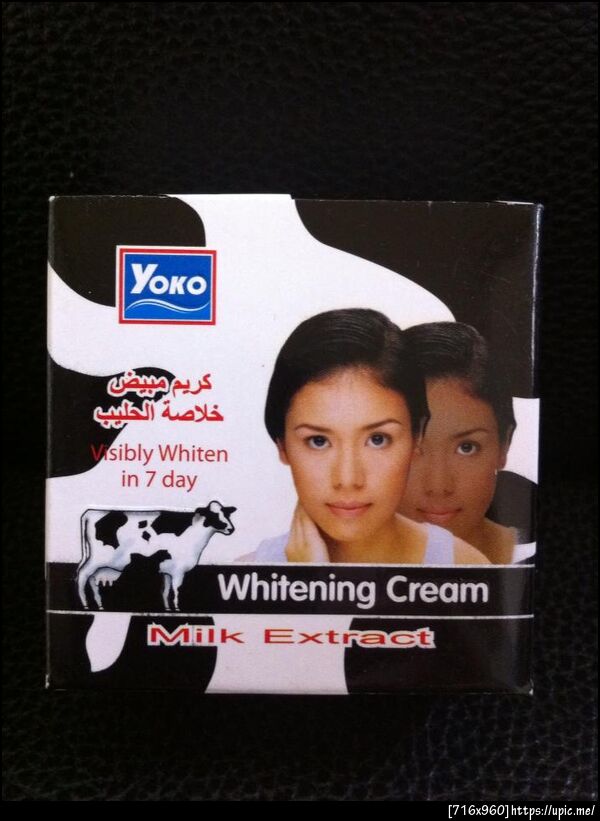 YOKO
كريم مبيض
خلاصة الحليب
Visibly Whiten
in 7 day
Whitening Cream
Milk Extract
[716x960]https://upic.me/